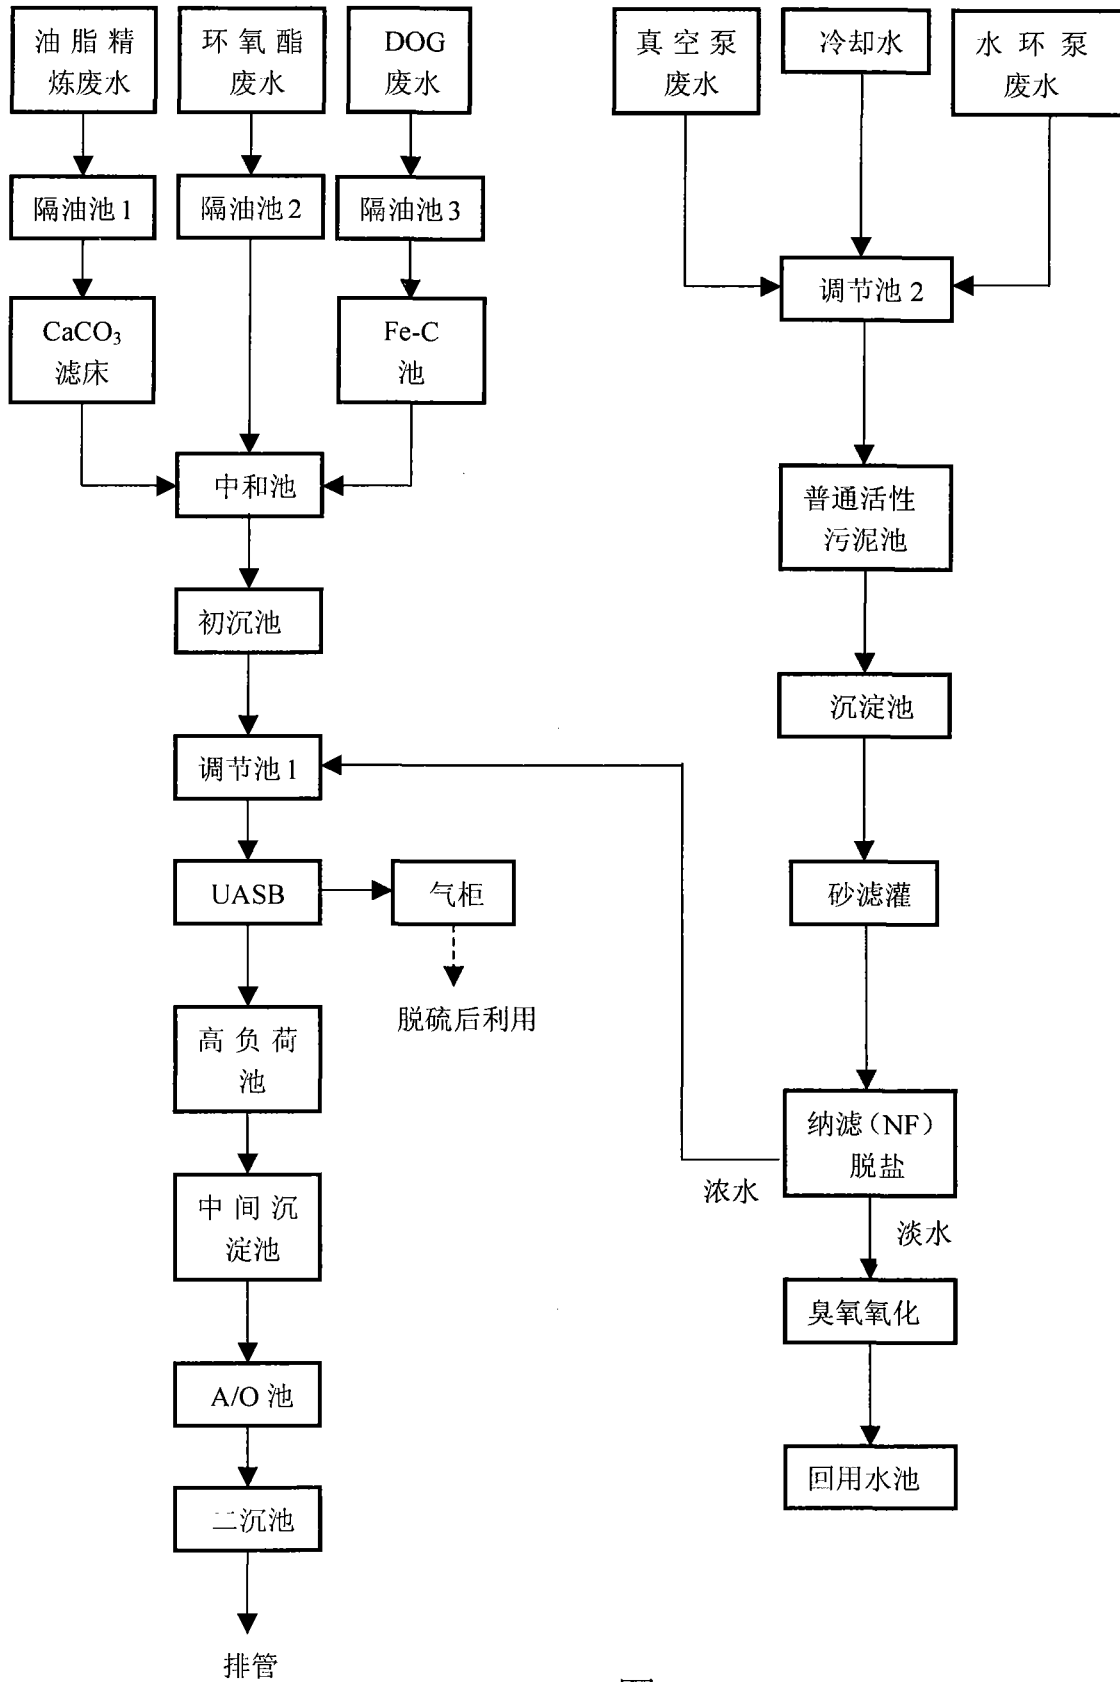 油脂精
炼废水
环氧酯
废水
DOG
废水
真空泵
废水
冷却水
水环泵
废水
隔油池1
隔油池2
隔油池3
调节池2
CaCO₃
滤床
Fe-C
池
中和池
普通活性
污泥池
初沉池
沉淀池
调节池1
UASB
气柜
砂滤灌
脱硫后利用
高负荷
池
纳滤（NF）
脱盐
浓水
淡水
中间沉
淀池
臭氧氧化
A/O池
回用水池
二沉池
排管